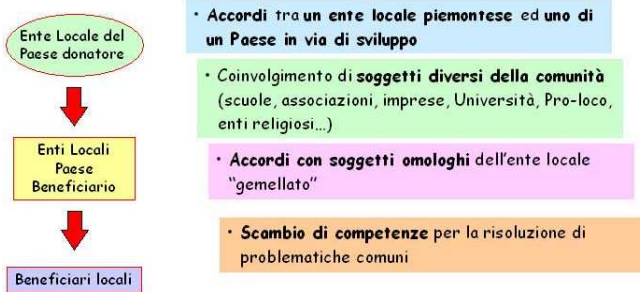 Ente Locale del
Paese donatore
Enti Locali
Paese
Beneficiario
Beneficiari locali
· Accordi tra un ente locale piemontese ed uno di
un Paese in via di sviluppo
· Coinvolgimento di soggetti diversi della comunità
(scuole, associazioni, imprese, Università, Pro-loco,
enti religiosi...)
· Accordi con soggetti omologhi dell'ente locale
"gemellato"
· Scambio di competenze per la risoluzione di
problematiche comuni